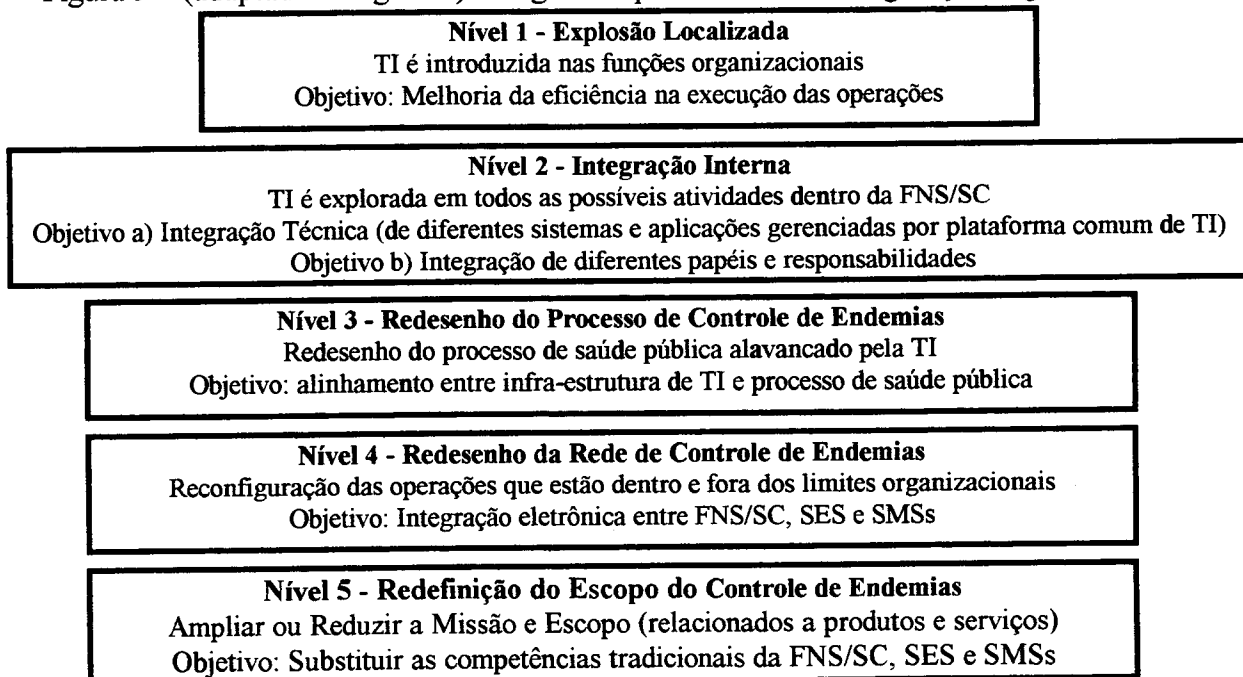 Nível 1 - Explosão Localizada
TI é introduzida nas funções organizacionais
Objetivo: Melhoria da eficiência na execução das operações
Nível 2 - Integração Interna
TI é explorada em todos as possíveis atividades dentro da FNS/SC
Objetivo a) Integração Técnica (de diferentes sistemas e aplicações gerenciadas por plataforma comum de TI)
Objetivo b) Integração de diferentes papéis e responsabilidades
Nível 3 - Redesenho do Processo de Controle de Endemias
Redesenho do processo de saúde pública alavancado pela TI
Objetivo: alinhamento entre infra-estrutura de TI e processo de saúde pública
Nível 4 - Redesenho da Rede de Controle de Endemias
Reconfiguração das operações que estão dentro e fora dos limites organizacionais
Objetivo: Integração eletrônica entre FNS/SC, SES e SMSs
Nível 5 - Redefinição do Escopo do Controle de Endemias
Ampliar ou Reduzir a Missão e Escopo (relacionados a produtos e serviços)
Objetivo: Substituir as competências tradicionais da FNS/SC, SES e SMSs